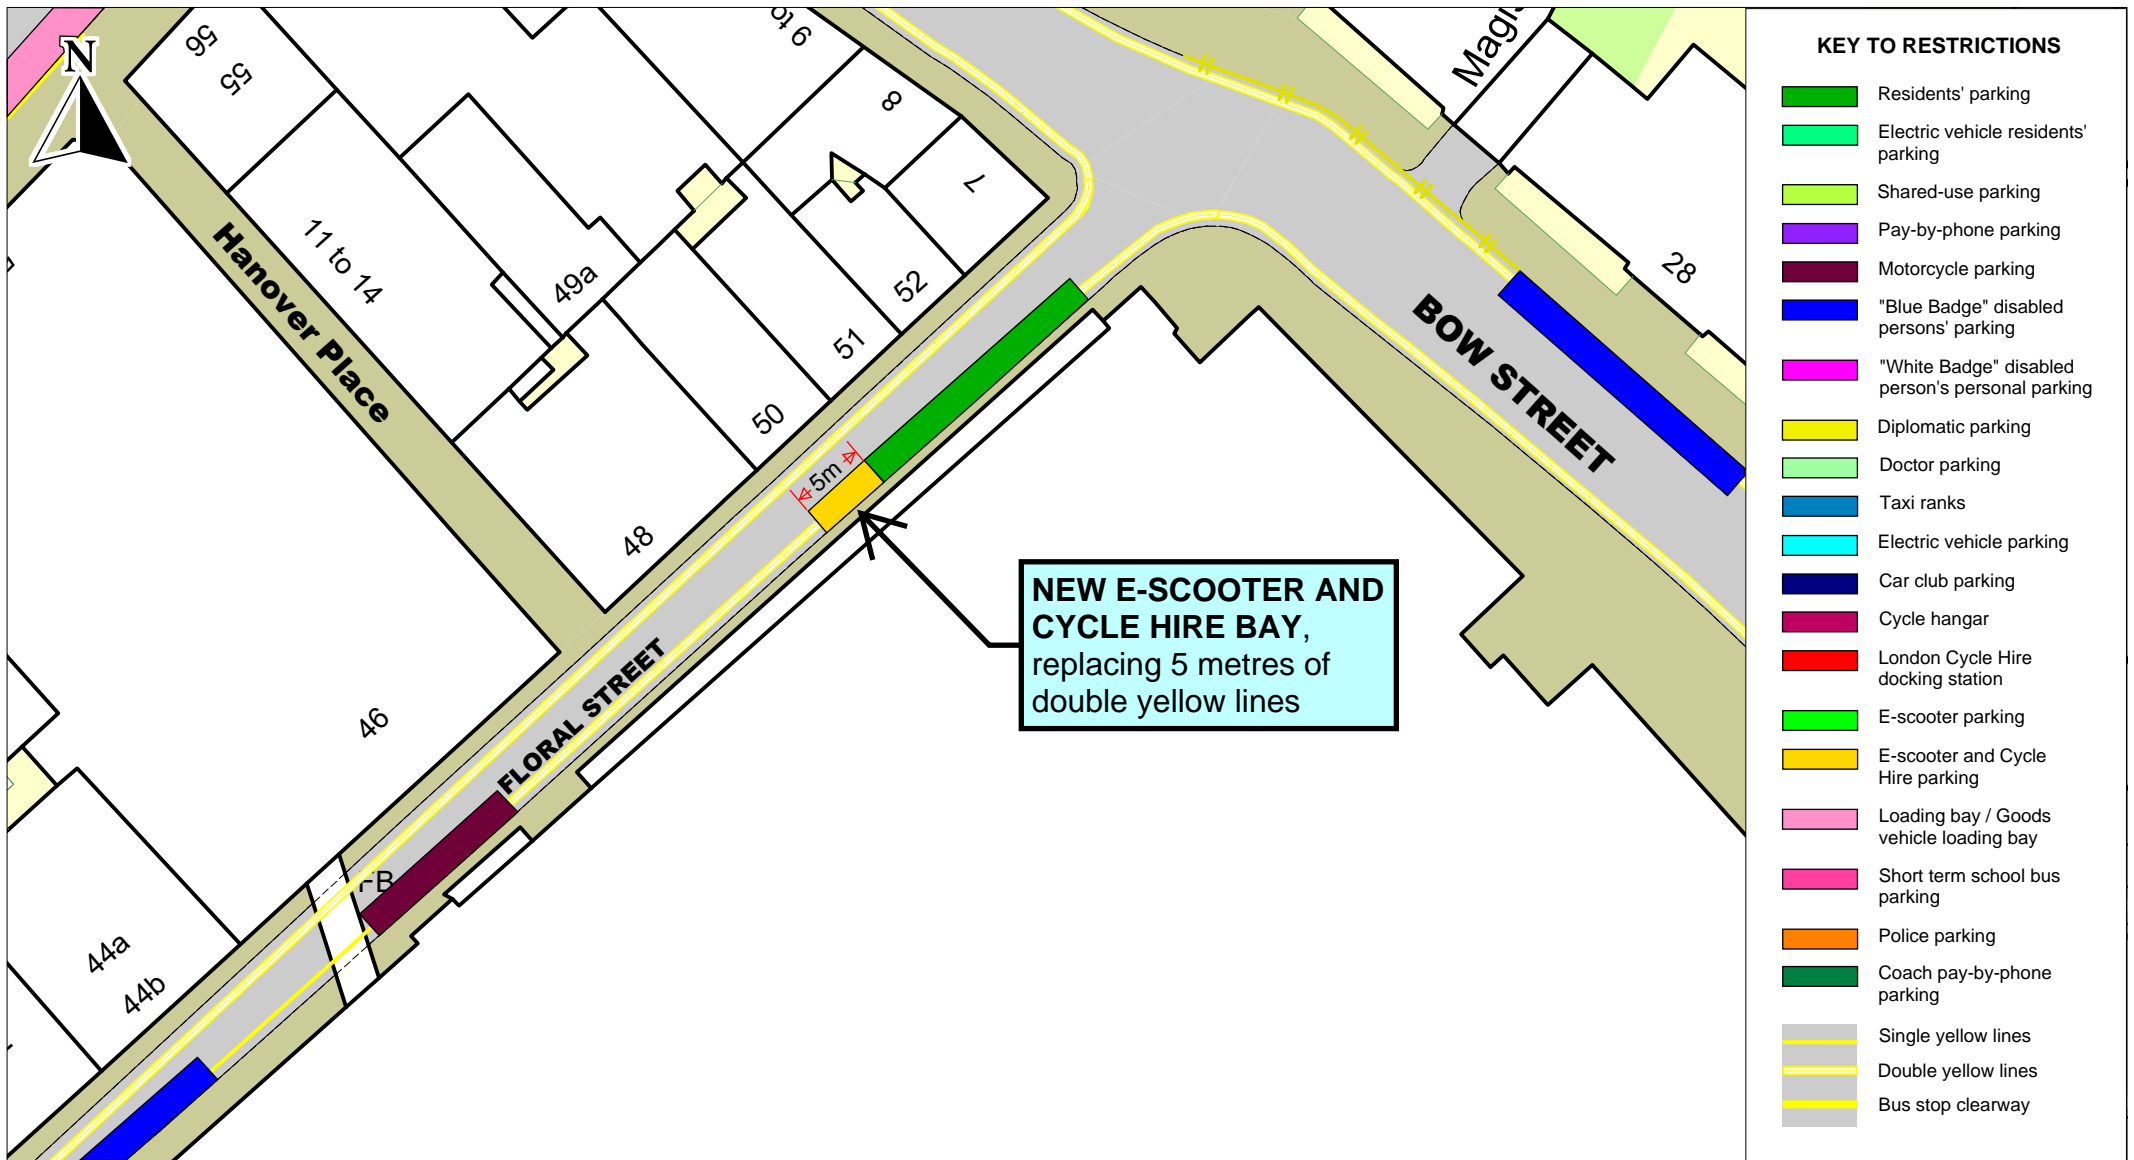 N
56
55
9 to
8
7
Magis
11 to 14
49a
52
51
50
48
46
44a
44b
28
Hanover Place
BOW STREET
FLORAL STREET
5m
FB
NEW E-SCOOTER AND
CYCLE HIRE BAY,
replacing 5 metres of
double yellow lines
KEY TO RESTRICTIONS
Residents' parking
Electric vehicle residents'
parking
Shared-use parking
Pay-by-phone parking
Motorcycle parking
"Blue Badge" disabled
persons' parking
"White Badge" disabled
person's personal parking
Diplomatic parking
Doctor parking
Taxi ranks
Electric vehicle parking
Car club parking
Cycle hangar
London Cycle Hire
docking station
E-scooter parking
E-scooter and Cycle
Hire parking
Loading bay / Goods
vehicle loading bay
Short term school bus
parking
Police parking
Coach pay-by-phone
parking
Single yellow lines
Double yellow lines
Bus stop clearway